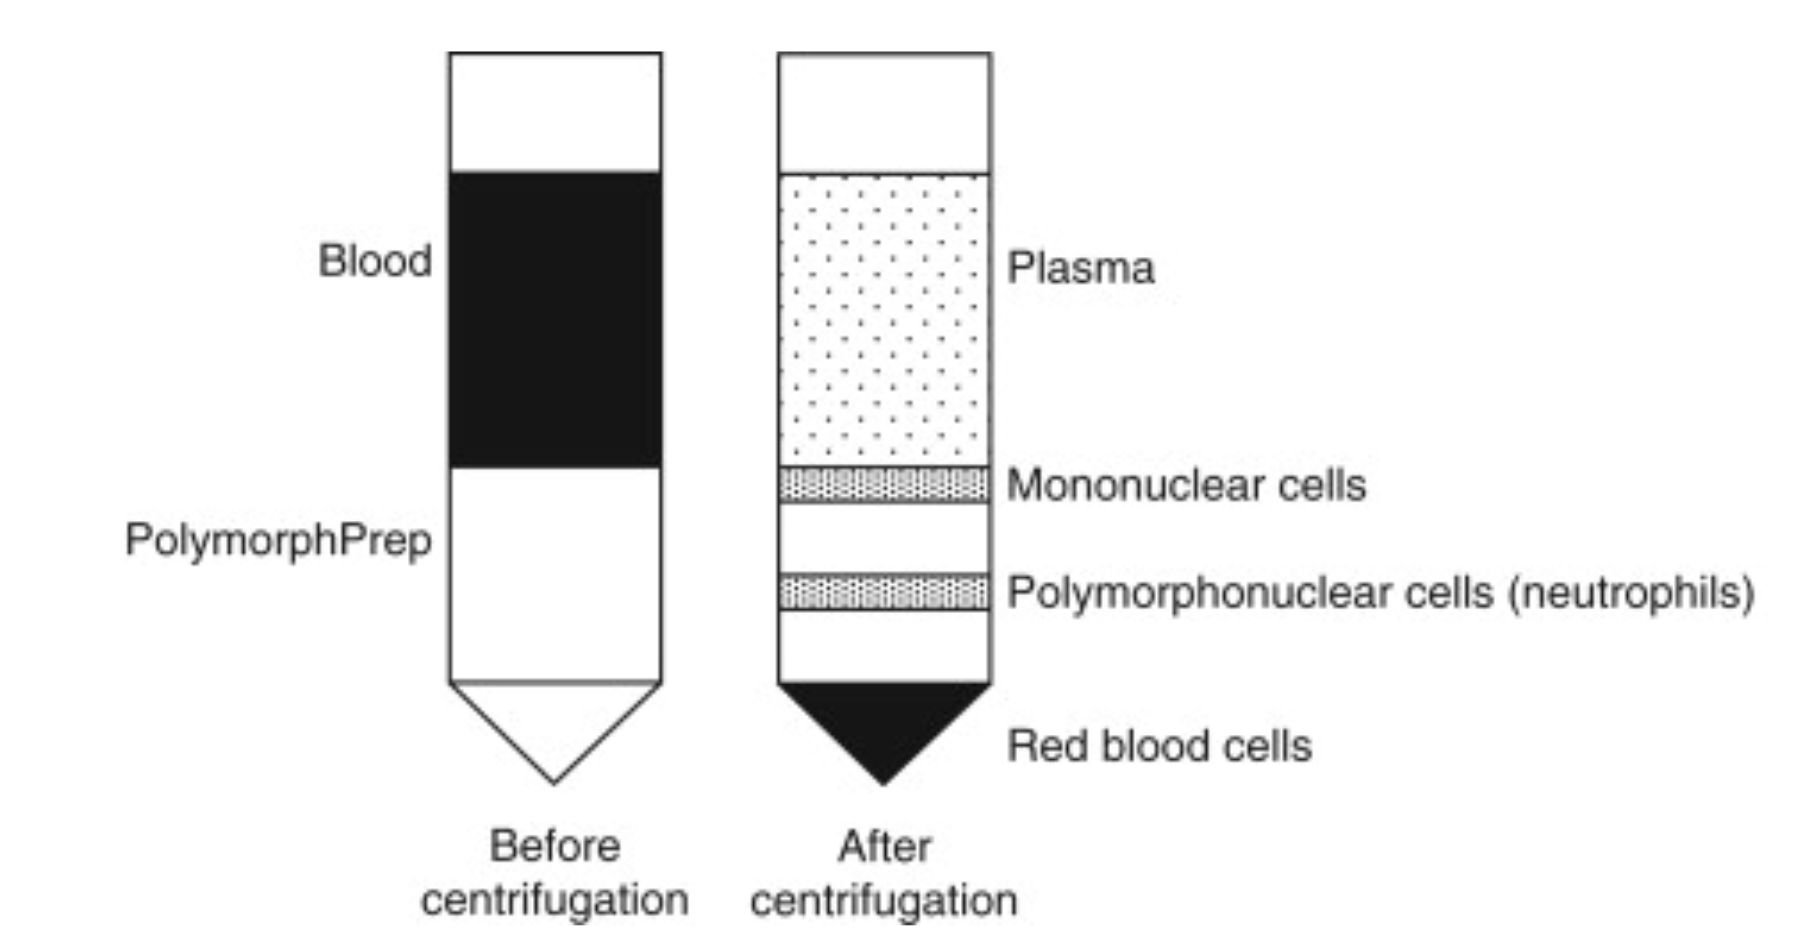 Blood
PolymorphPrep
Plasma
Mononuclear cells
Polymorphonuclear cells (neutrophils)
Red blood cells
Before
centrifugation
After
centrifugation